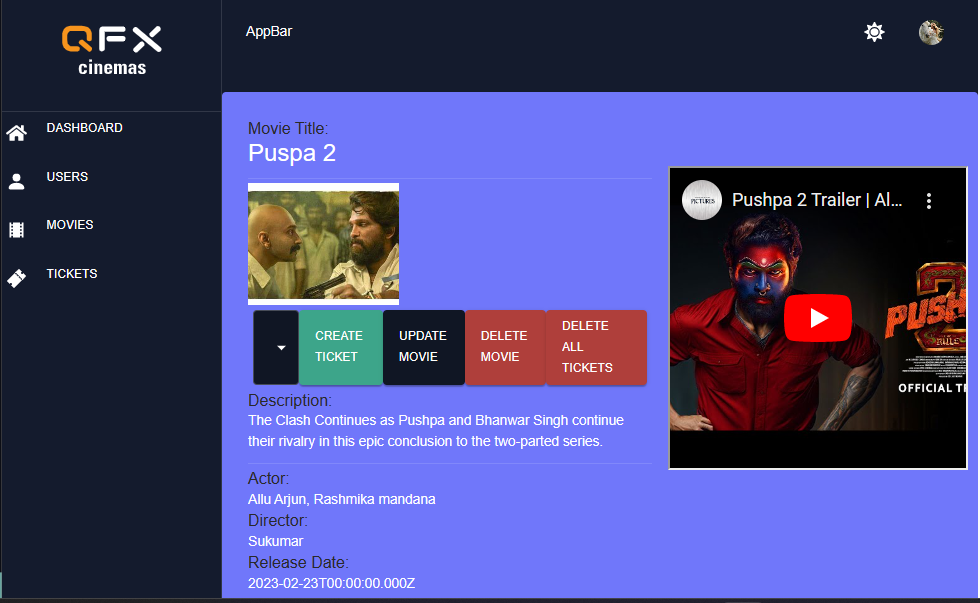 QFX
cinemas
AppBar
DASHBOARD
USERS
MOVIES
TICKETS
Movie Title:
Puspa 2
PICTURES
Pushpa 2 Trailer | Al...
CREATE
TICKET
UPDATE
MOVIE
DELETE
MOVIE
DELETE
ALL
TICKETS
2
PUSH
RULE
OFFICIAL T
Description:
The Clash Continues as Pushpa and Bhanwar Singh continue
their rivalry in this epic conclusion to the two-parted series.
Actor:
Allu Arjun, Rashmika mandana
Director:
Sukumar
Release Date:
2023-02-23T00:00:00.000Z